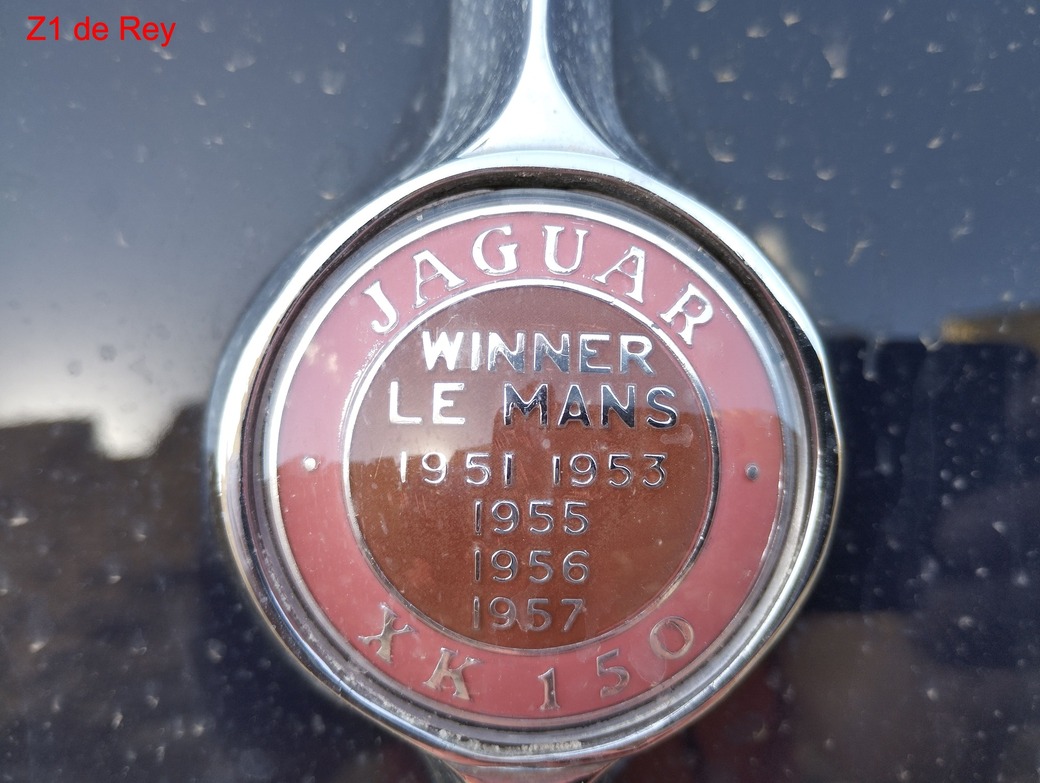 Z1 de Rey
JAGUAR
WINNER
LE MANS
1951 1953
1955
1956
1957
XK 150